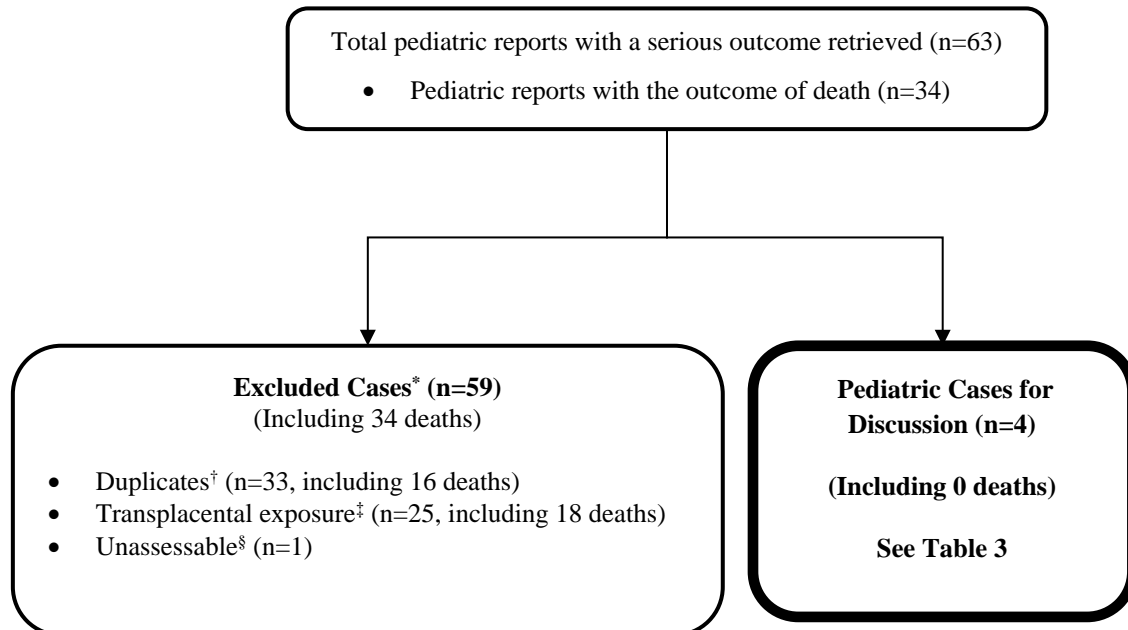 Total pediatric reports with a serious outcome retrieved (n=63)
• Pediatric reports with the outcome of death (n=34)
Excluded Cases* (n=59)
(Including 34 deaths)
• Duplicates† (n=33, including 16 deaths)
• Transplacental exposure‡ (n=25, including 18 deaths)
• Unassessable§ (n=1)
Pediatric Cases for
Discussion (n=4)
(Including 0 deaths)
See Table 3